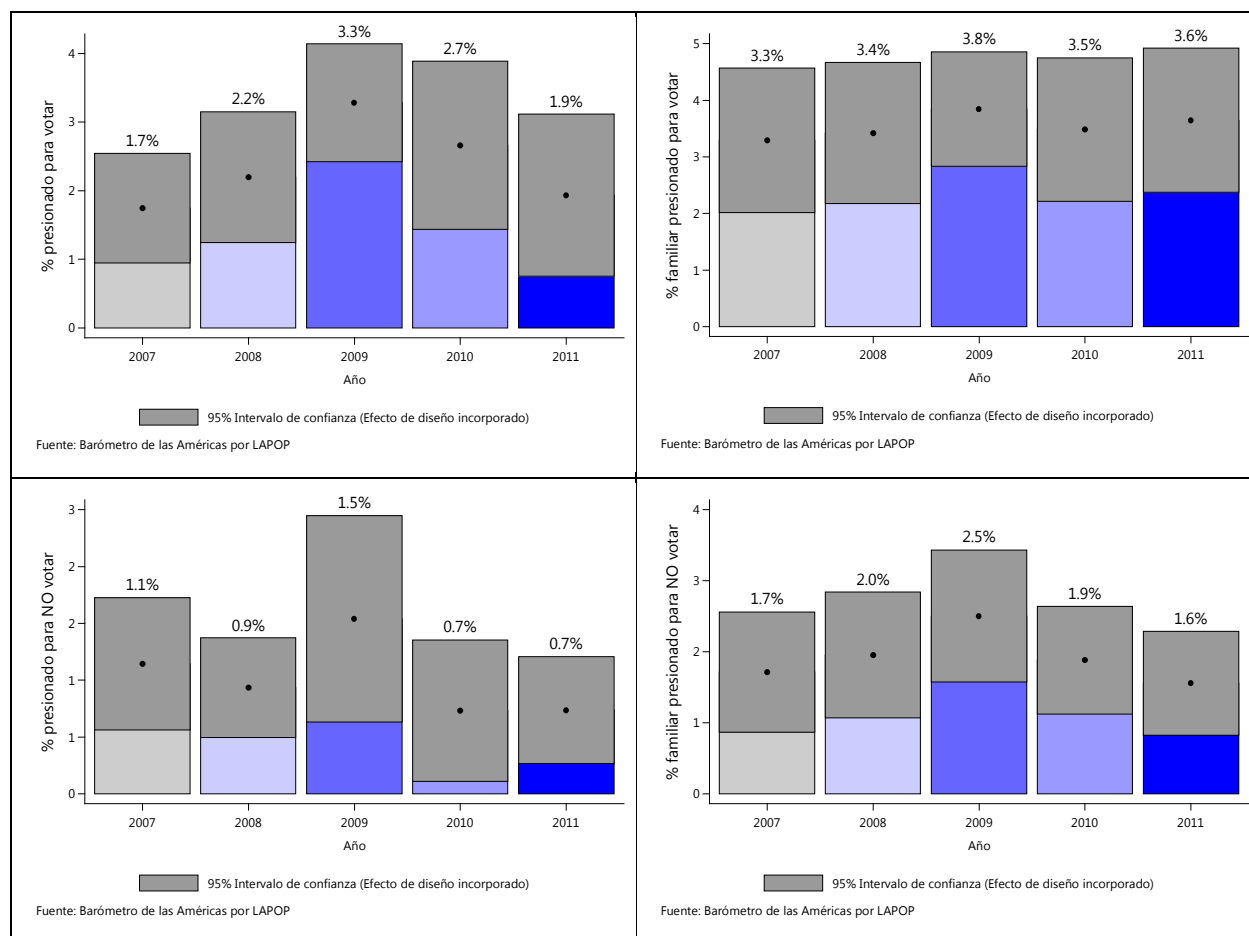 % presionado para votar
4
3
2
1
0
1.7%
2.2%
3.3%
2.7%
1.9%
2007 2008 2009 2010 2011
Año
95% Intervalo de confianza (Efecto de diseño incorporado)
Fuente: Barómetro de las Américas por LAPOP
% familiar presionado para votar
5
4
3
2
1
0
3.3%
3.4%
3.8%
3.5%
3.6%
2007 2008 2009 2010 2011
Año
95% Intervalo de confianza (Efecto de diseño incorporado)
Fuente: Barómetro de las Américas por LAPOP
% presionado para NO votar
3
2
2
1
1
0
1.1%
0.9%
1.5%
0.7%
0.7%
2007 2008 2009 2010 2011
Año
95% Intervalo de confianza (Efecto de diseño incorporado)
Fuente: Barómetro de las Américas por LAPOP
% familiar presionado para NO votar
4
3
2
1
0
1.7%
2.0%
2.5%
1.9%
1.6%
2007 2008 2009 2010 2011
Año
95% Intervalo de confianza (Efecto de diseño incorporado)
Fuente: Barómetro de las Américas por LAPOP